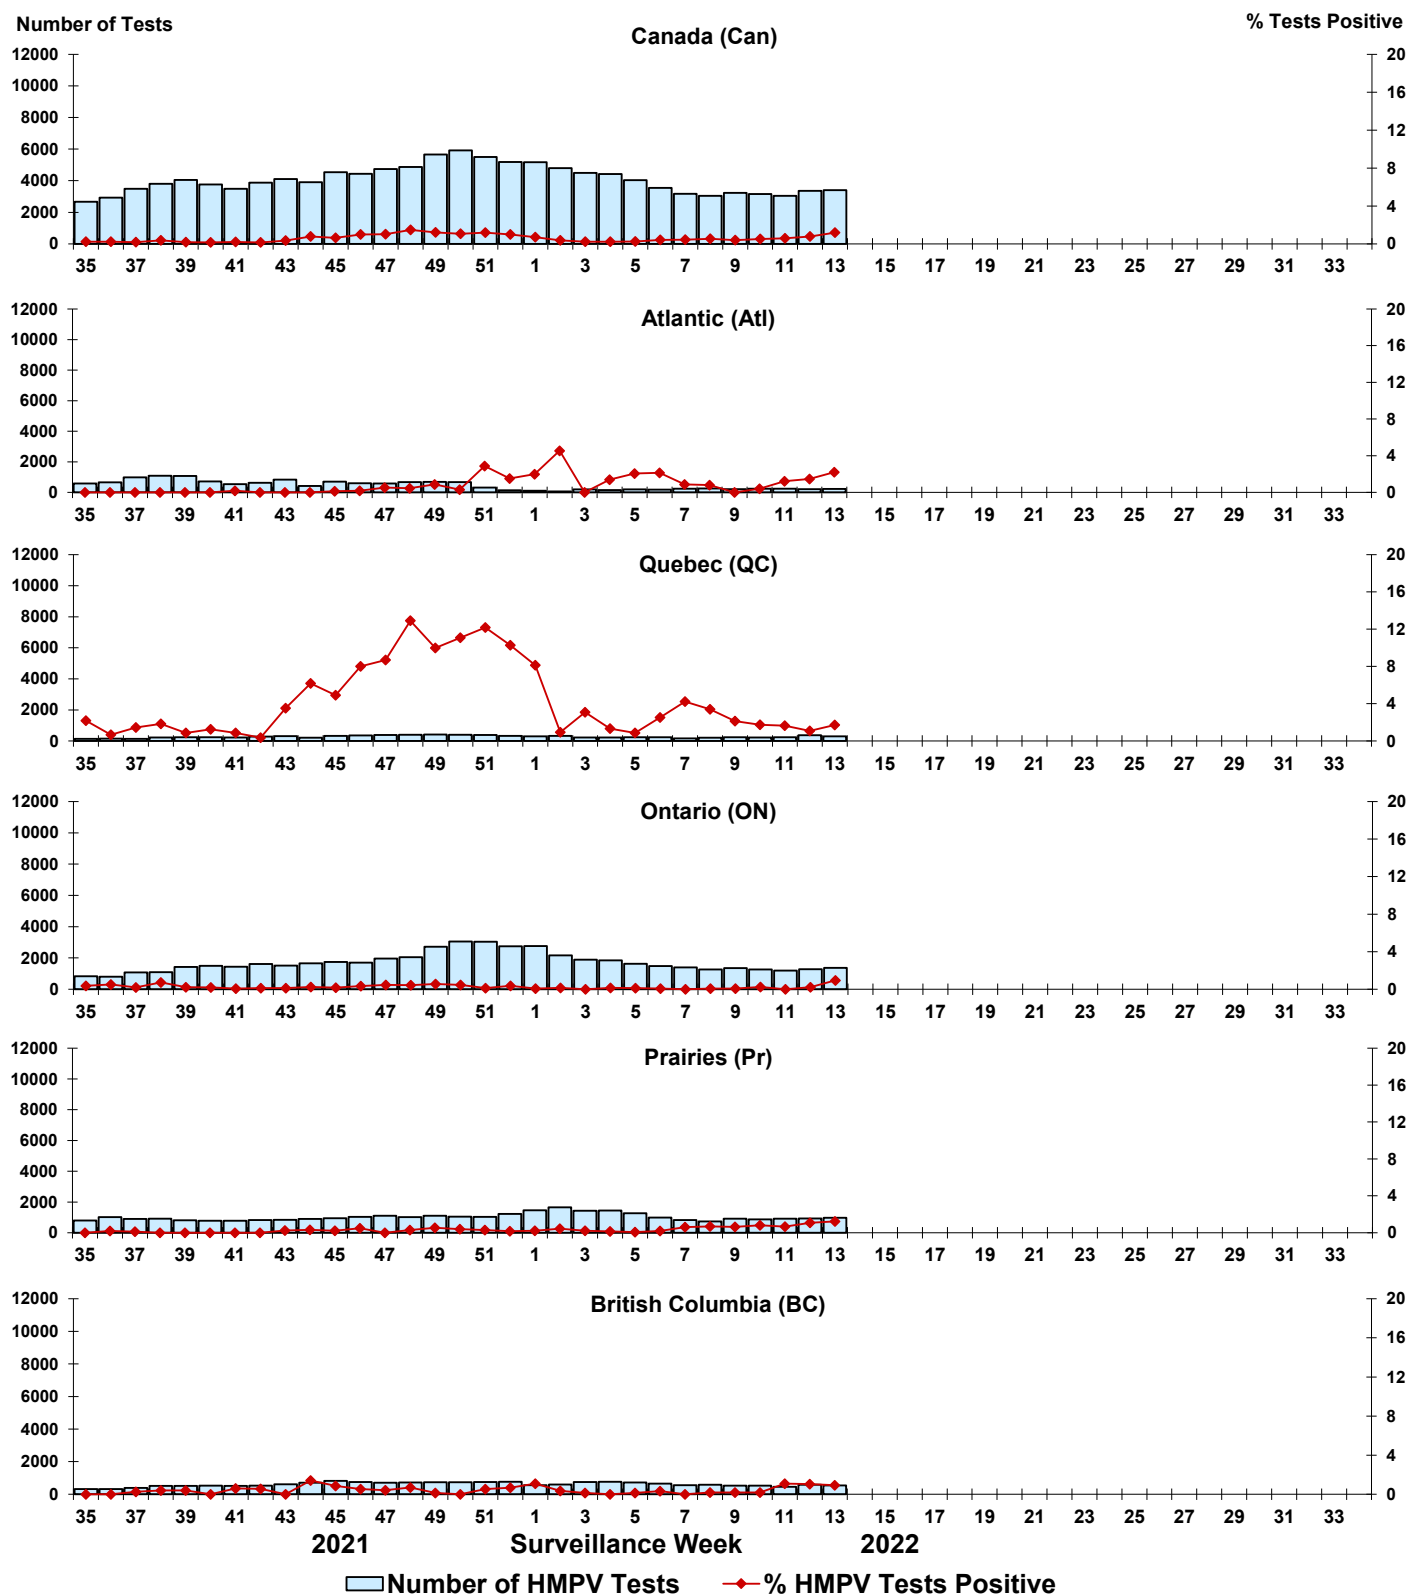 Number of Tests
% Tests Positive
Canada (Can)
12000 20
10000 16
8000 12
6000 8
4000 4
2000 0
0
35 37 39 41 43 45 47 49 51 1 3 5 7 9 11 13 15 17 19 21 23 25 27 29 31 33
Atlantic (Atl)
12000 20
10000 16
8000 12
6000 8
4000 4
2000 0
0
35 37 39 41 43 45 47 49 51 1 3 5 7 9 11 13 15 17 19 21 23 25 27 29 31 33
Quebec (QC)
12000 20
10000 16
8000 12
6000 8
4000 4
2000 0
0
35 37 39 41 43 45 47 49 51 1 3 5 7 9 11 13 15 17 19 21 23 25 27 29 31 33
Ontario (ON)
12000 20
10000 16
8000 12
6000 8
4000 4
2000 0
0
35 37 39 41 43 45 47 49 51 1 3 5 7 9 11 13 15 17 19 21 23 25 27 29 31 33
Prairies (Pr)
12000 20
10000 16
8000 12
6000 8
4000 4
2000 0
0
35 37 39 41 43 45 47 49 51 1 3 5 7 9 11 13 15 17 19 21 23 25 27 29 31 33
British Columbia (BC)
12000 20
10000 16
8000 12
6000 8
4000 4
2000 0
0
35 37 39 41 43 45 47 49 51 1 3 5 7 9 11 13 15 17 19 21 23 25 27 29 31 33
2021 Surveillance Week 2022
Number of HMPV Tests % HMPV Tests Positive